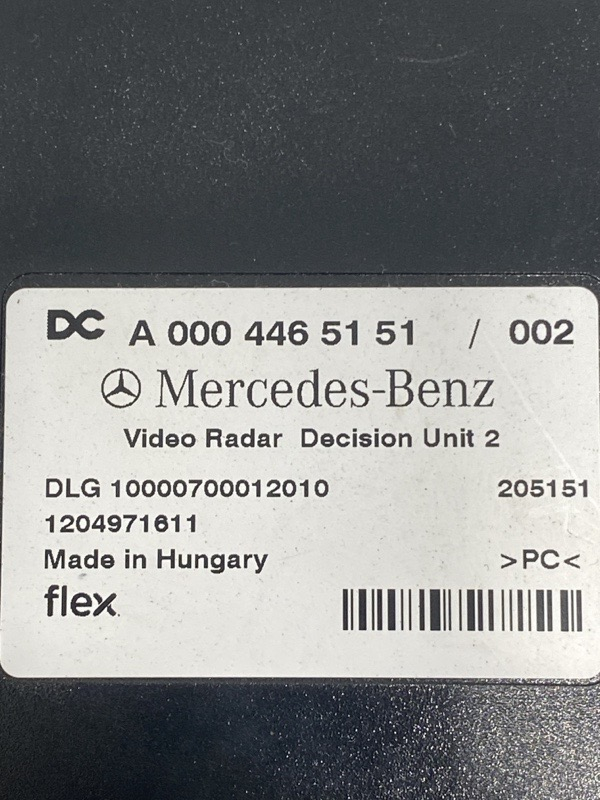 DC A 000 446 51 51 / 002
Mercedes-Benz
Video Radar Decision Unit 2
DLG 10000700012010 205151
1204971611
Made in Hungary >PC<
flex